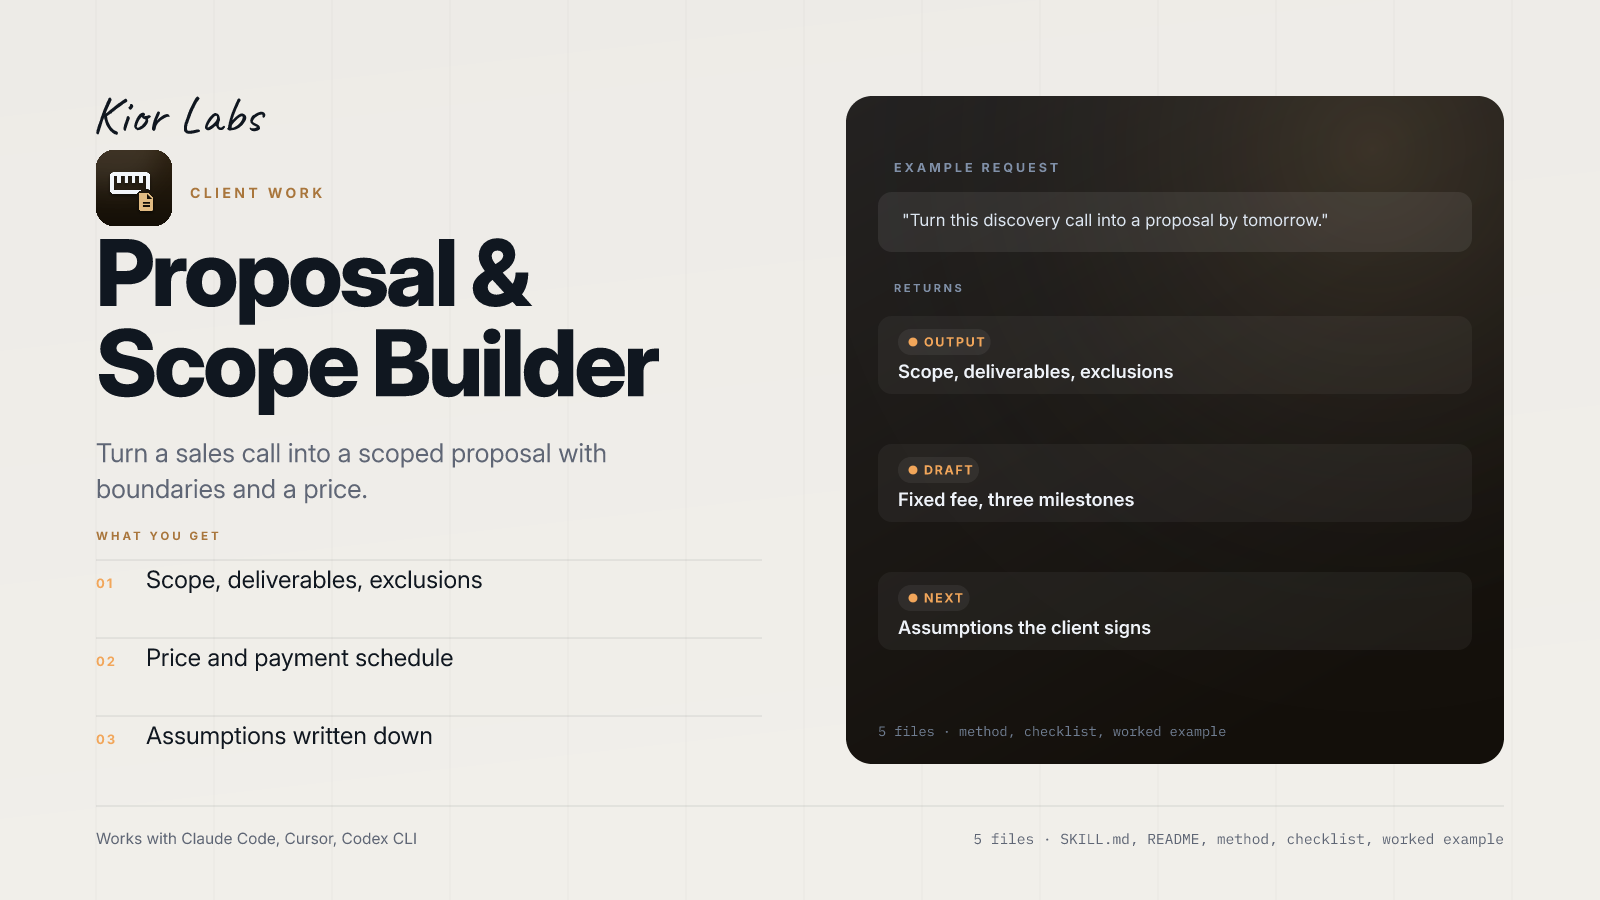 Kior Labs
CLIENT WORK
Proposal &
Scope Builder
Turn a sales call into a scoped proposal with
boundaries and a price.
WHAT YOU GET
01 Scope, deliverables, exclusions
02 Price and payment schedule
03 Assumptions written down
EXAMPLE REQUEST
"Turn this discovery call into a proposal by tomorrow."
RETURNS
OUTPUT
Scope, deliverables, exclusions
DRAFT
Fixed fee, three milestones
NEXT
Assumptions the client signs
5 files · method, checklist, worked example
Works with Claude Code, Cursor, Codex CLI
5 files · SKILL.md, README, method, checklist, worked example